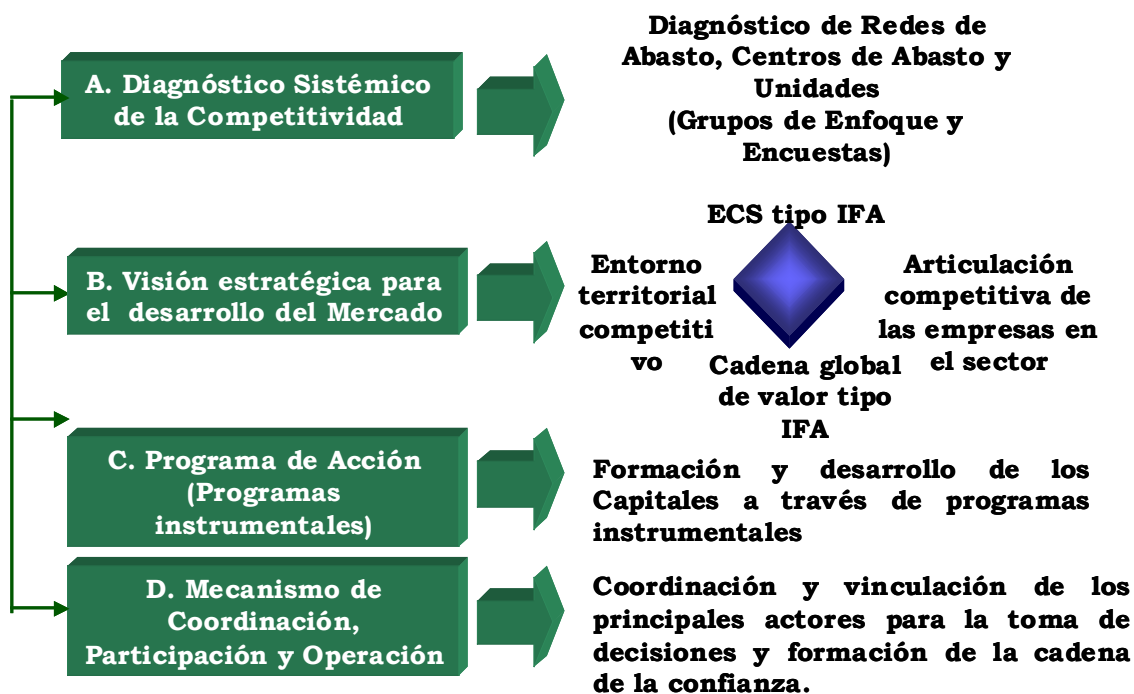 A. Diagnóstico Sistémico
de la Competitividad
Diagnóstico de Redes de
Abasto, Centros de Abasto y
Unidades
(Grupos de Enfoque y
Encuestas)
B. Visión estratégica para
el desarrollo del Mercado
ECS tipo IFA
Entorno
territorial
competiti
vo
Articulación
competitiva de
las empresas en
el sector
Cadena global
de valor tipo
IFA
C. Programa de Acción
(Programas
instrumentales)
Formación y desarrollo de los
Capitales a través de programas
instrumentales
D. Mecanismo de
Coordinación,
Participación y Operación
Coordinación y vinculación de los
principales actores para la toma de
decisiones y formación de la cadena
de la confianza.